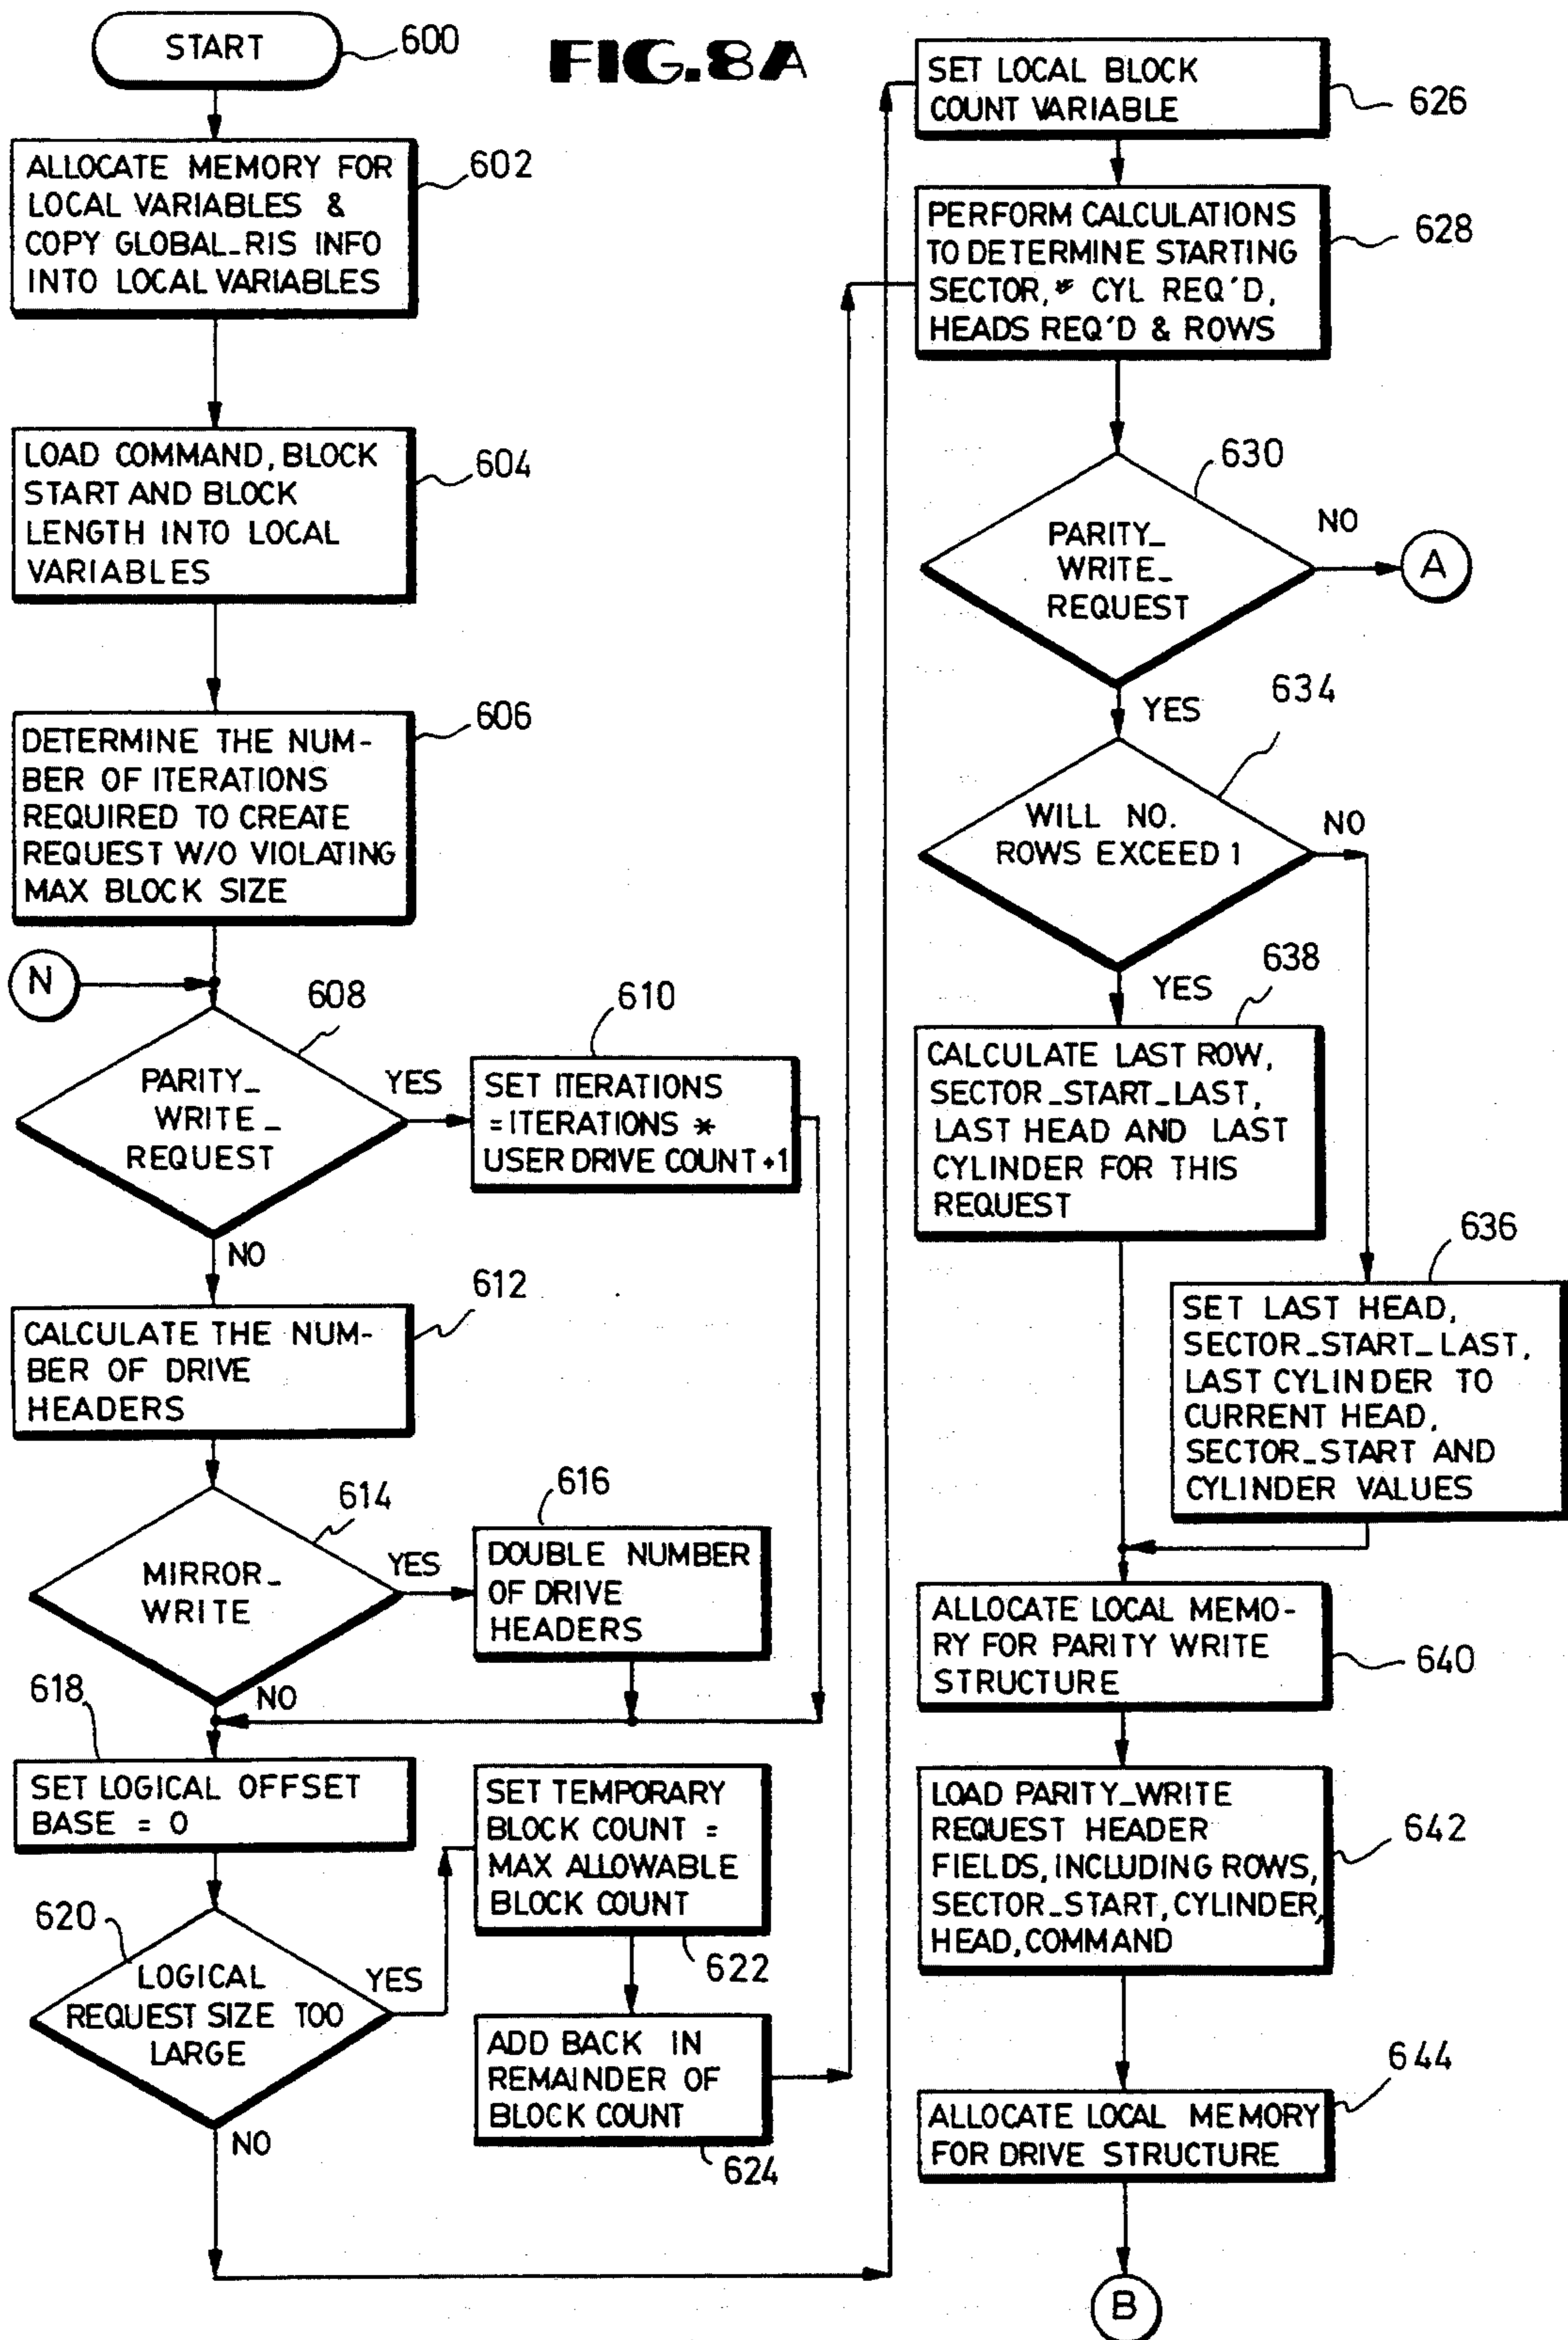 FIG.8A
START
600
ALLOCATE MEMORY FOR
LOCAL VARIABLES &
COPY GLOBAL_RIS INFO
INTO LOCAL VARIABLES
602
LOAD COMMAND, BLOCK
START AND BLOCK
LENGTH INTO LOCAL
VARIABLES
604
DETERMINE THE NUM-
BER OF ITERATIONS
REQUIRED TO CREATE
REQUEST W/O VIOLATING
MAX BLOCK SIZE
606
N
608
PARITY_
WRITE_
REQUEST
YES
NO
610
SET ITERATIONS
= ITERATIONS *
USER DRIVE COUNT +1
612
CALCULATE THE NUM-
BER OF DRIVE
HEADERS
614
MIRROR_
WRITE
YES
NO
616
DOUBLE NUMBER
OF DRIVE
HEADERS
618
SET LOGICAL OFFSET
BASE = 0
620
LOGICAL
REQUEST SIZE TOO
LARGE
YES
NO
SET TEMPORARY
BLOCK COUNT =
MAX ALLOWABLE
BLOCK COUNT
622
ADD BACK IN
REMAINDER OF
BLOCK COUNT
624
SET LOCAL BLOCK
COUNT VARIABLE
626
PERFORM CALCULATIONS
TO DETERMINE STARTING
SECTOR, # CYL REQ'D,
HEADS REQ'D & ROWS
628
630
PARITY_
WRITE_
REQUEST
NO
A
YES
634
WILL NO.
ROWS EXCEED 1
NO
YES
638
CALCULATE LAST ROW,
SECTOR_START_LAST,
LAST HEAD AND LAST
CYLINDER FOR THIS
REQUEST
636
SET LAST HEAD,
SECTOR_START_LAST,
LAST CYLINDER TO
CURRENT HEAD,
SECTOR_START AND
CYLINDER VALUES
ALLOCATE LOCAL MEMO-
RY FOR PARITY WRITE
STRUCTURE
640
LOAD PARITY_WRITE
REQUEST HEADER
FIELDS, INCLUDING ROWS,
SECTOR_START, CYLINDER,
HEAD, COMMAND
642
644
ALLOCATE LOCAL MEMORY
FOR DRIVE STRUCTURE
B